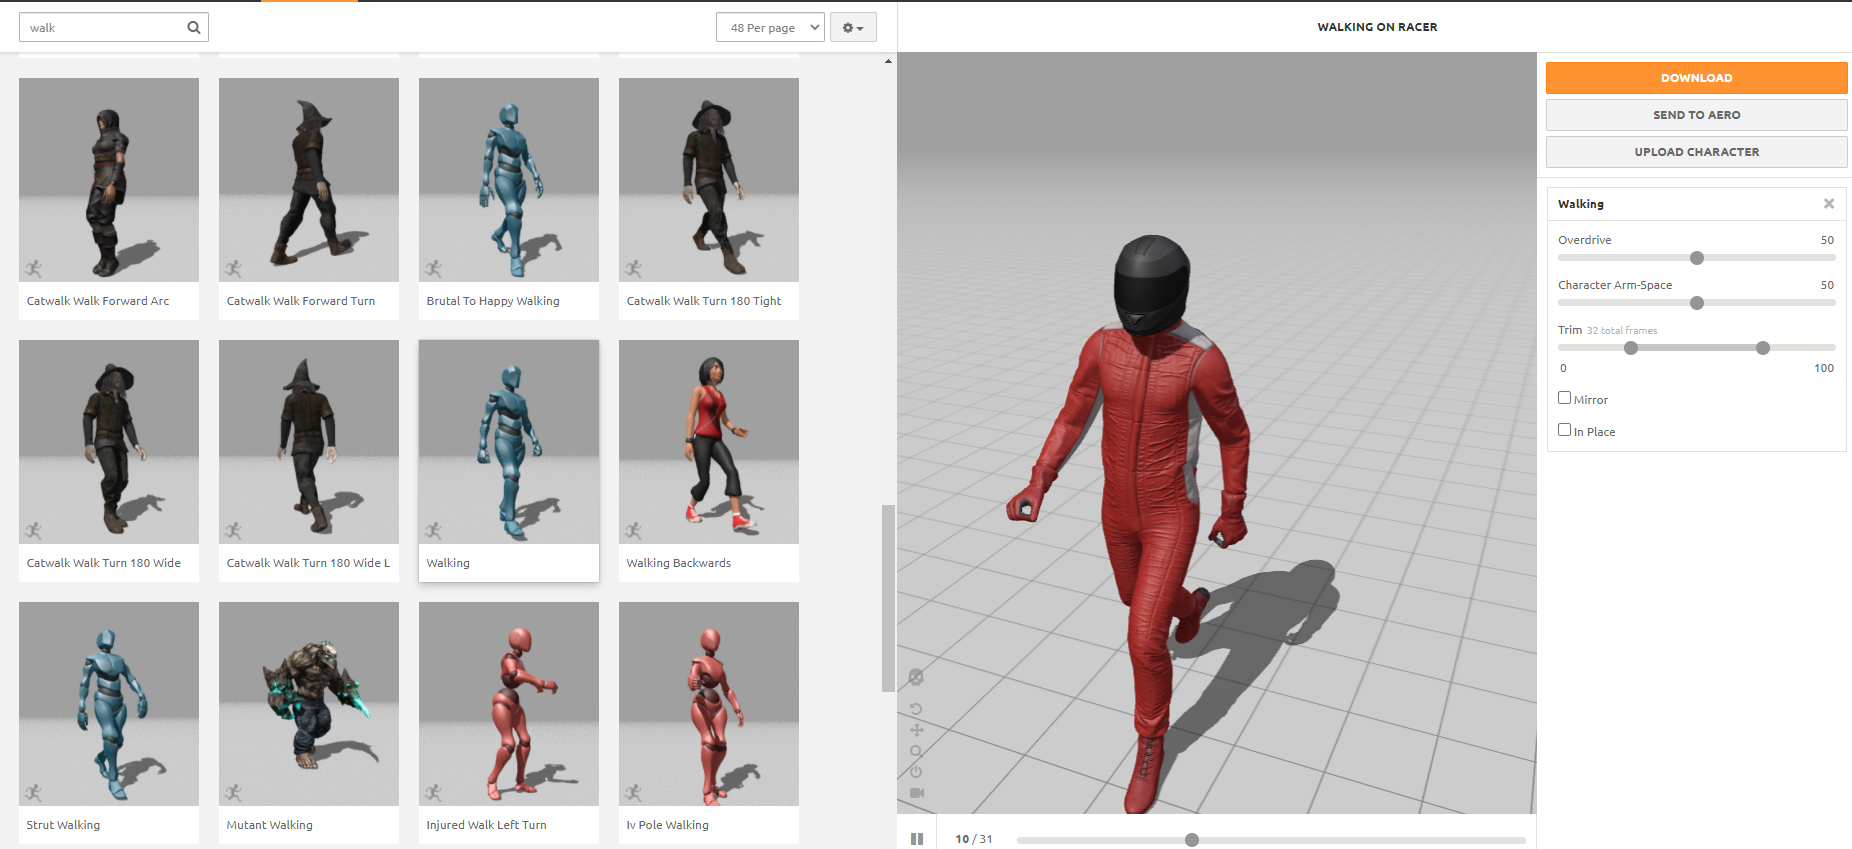 walk
48 Per page
WALKING ON RACER
DOWNLOAD
SEND TO AERO
UPLOAD CHARACTER
Catwalk Walk Forward Arc
Catwalk Walk Forward Turn
Brutal To Happy Walking
Catwalk Walk Turn 180 Tight
Catwalk Walk Turn 180 Wide
Catwalk Walk Turn 180 Wide L
Walking
Walking Backwards
Strut Walking
Mutant Walking
Injured Walk Left Turn
Iv Pole Walking
Walking
Overdrive 50
Character Arm-Space 50
Trim 32 total frames
0 100
Mirror
In Place
10 / 31